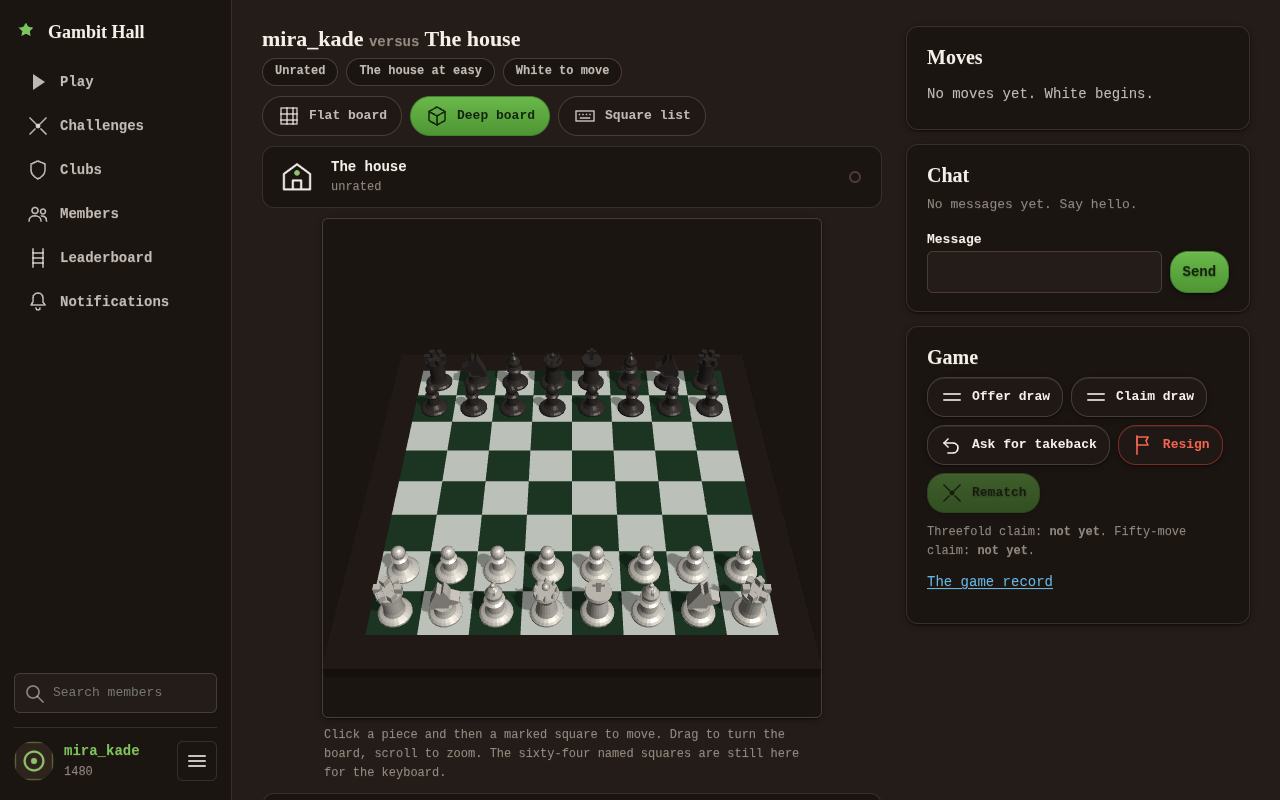 Gambit Hall
Play
Challenges
Clubs
Members
Leaderboard
Notifications
Search members
mira_kade
1480
mira_kade versus The house
Unrated
The house at easy
White to move
Flat board
Deep board
Square list
The house
unrated
Click a piece and then a marked square to move. Drag to turn the
board, scroll to zoom. The sixty-four named squares are still here
for the keyboard.
Moves
No moves yet. White begins.
Chat
No messages yet. Say hello.
Message
Send
Game
Offer draw
Claim draw
Ask for takeback
Resign
Rematch
Threefold claim: not yet. Fifty-move
claim: not yet.
The game record